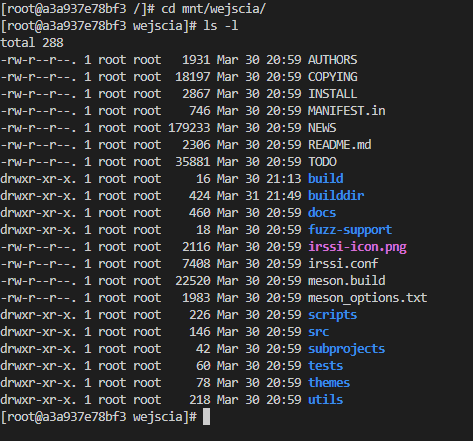 [root@a3a937e78bf3 /]# cd mnt/wejscia/
[root@a3a937e78bf3 wejscia]# ls -l
total 288
-rw-r--r--. 1 root root   1931 Mar 30 20:59 AUTHORS
-rw-r--r--. 1 root root  18197 Mar 30 20:59 COPYING
-rw-r--r--. 1 root root   2867 Mar 30 20:59 INSTALL
-rw-r--r--. 1 root root    746 Mar 30 20:59 MANIFEST.in
-rw-r--r--. 1 root root 179233 Mar 30 20:59 NEWS
-rw-r--r--. 1 root root   2306 Mar 30 20:59 README.md
-rw-r--r--. 1 root root  35881 Mar 30 20:59 TODO
drwxr-xr-x. 1 root root     16 Mar 30 21:13 build
drwxr-xr-x. 1 root root    424 Mar 31 21:49 builddir
drwxr-xr-x. 1 root root    460 Mar 30 20:59 docs
drwxr-xr-x. 1 root root     18 Mar 30 20:59 fuzz-support
-rw-r--r--. 1 root root   2116 Mar 30 20:59 irssi-icon.png
-rw-r--r--. 1 root root   7408 Mar 30 20:59 irssi.conf
-rw-r--r--. 1 root root  22520 Mar 30 20:59 meson.build
-rw-r--r--. 1 root root   1983 Mar 30 20:59 meson_options.txt
drwxr-xr-x. 1 root root    226 Mar 30 20:59 scripts
drwxr-xr-x. 1 root root    146 Mar 30 20:59 src
drwxr-xr-x. 1 root root     42 Mar 30 20:59 subprojects
drwxr-xr-x. 1 root root     60 Mar 30 20:59 tests
drwxr-xr-x. 1 root root     78 Mar 30 20:59 themes
drwxr-xr-x. 1 root root    218 Mar 30 20:59 utils
[root@a3a937e78bf3 wejscia]#